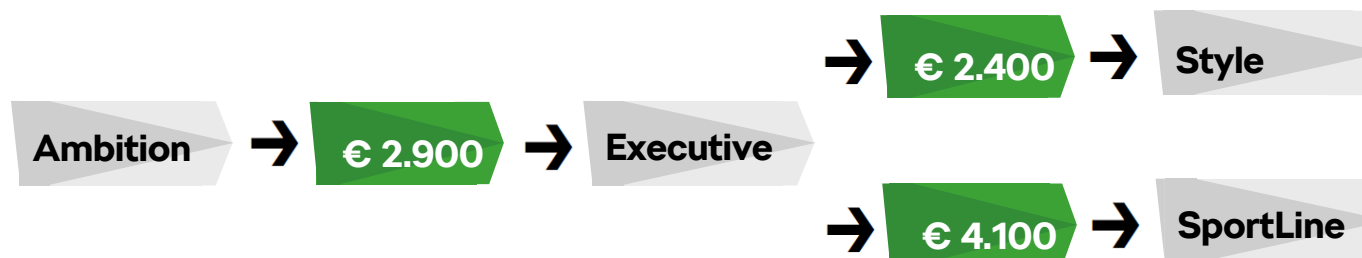 Ambition
€ 2.900
Executive
€ 2.400
Style
€ 4.100
SportLine